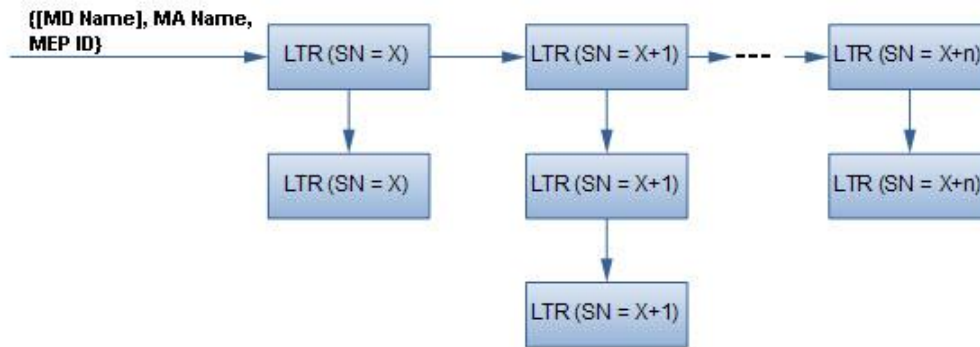 {[MD Name], MA Name,
MEP ID}
LTR (SN = X)
LTR (SN = X+1)
---
LTR (SN = X+n)
LTR (SN = X)
LTR (SN = X+1)
LTR (SN = X+n)
LTR (SN = X+1)